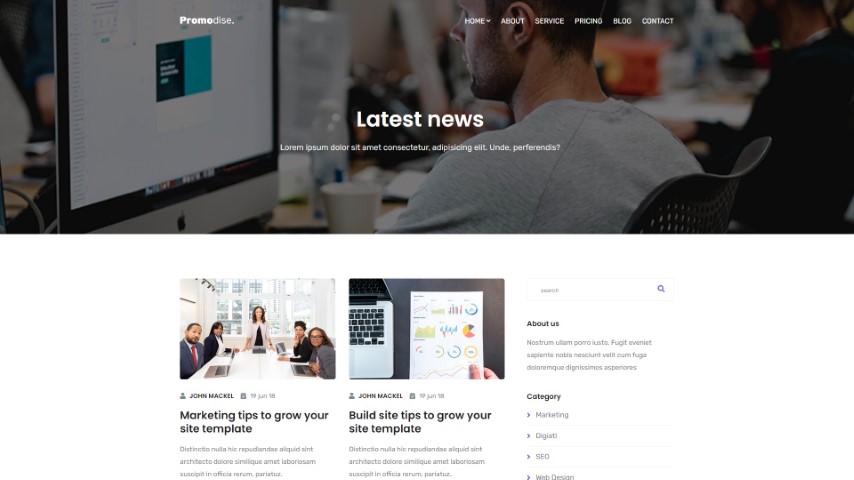 Promodise.
HOME ABOUT SERVICE PRICING BLOG CONTACT
Latest news
Lorem ipsum dolor sit amet consectetur, adipisicing elit. Unde, perferendis?
JOHN MACKEL 19 jun 18
Marketing tips to grow your
site template
Distinctio nulla hic repudiandae aliquid sint
architecto dolore similique amet laboriosam
suscipit in officia rerum, pariatur.
JOHN MACKEL 19 jun 18
Build site tips to grow your
site template
Distinctio nulla hic repudiandae aliquid sint
architecto dolore similique amet laboriosam
suscipit in officia rerum, pariatur.
search
About us
Nostrum ullam porro iusto. Fugit eveniet
sapiente nobis nesciunt velit cum fuga
doloremque dignissimos asperiores
Category
Marketing
Digiatl
SEO
Web Design